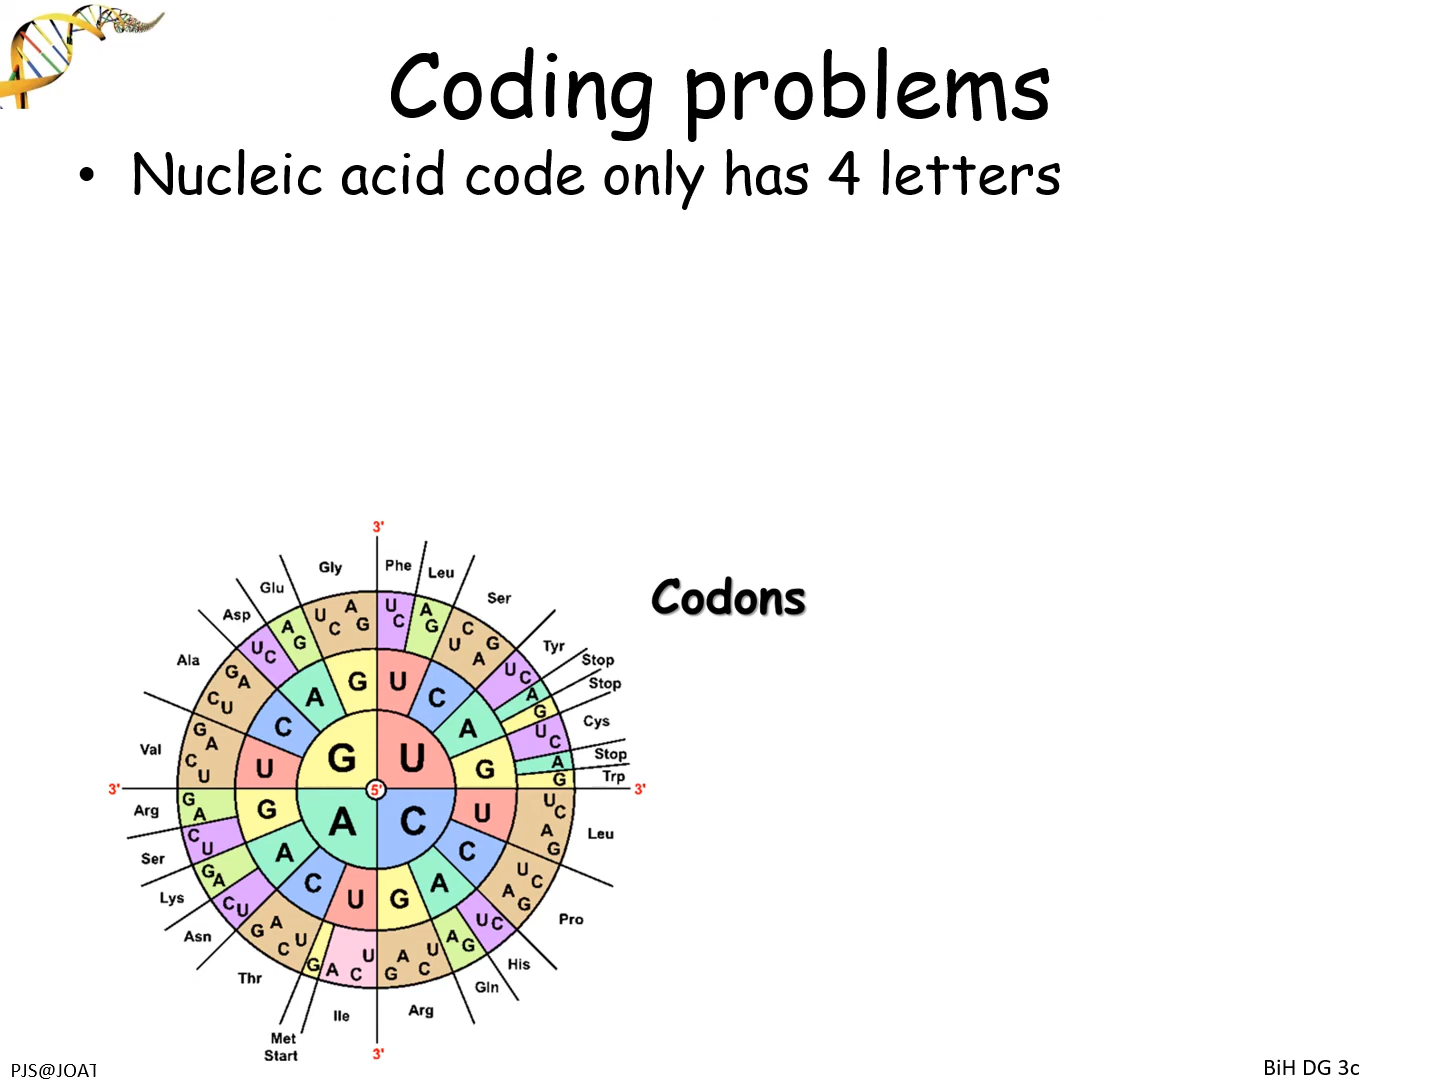 Coding problems
• Nucleic acid code only has 4 letters
Codons
3'
Gly Phe Leu
Glu Ser
Asp Tyr
Ala Stop
Stop
Cys
Val Stop
Trp
3' 5' 3'
Arg Leu
Ser
Lys Pro
Asn His
Thr Gln
Ile Arg
Met
Start
3'
G U
A C
G U C A G U C A G U C A G U C A
U C A G U C G A U C A G U C A G
U C A G U C A G U C A G U C A G
U C A G U C A G U C A G U C A G
U C A G U C A G U C A G U C A G
PJS@JOAT
BiH DG 3c